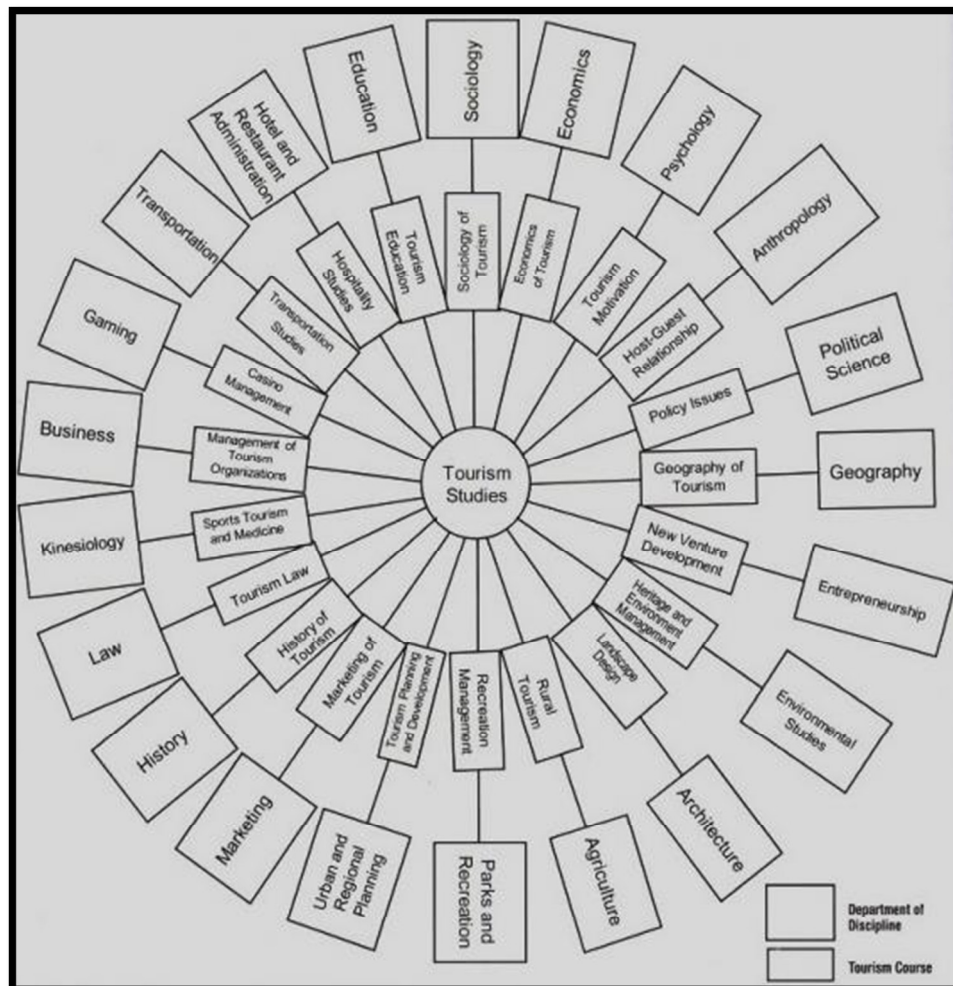 Sociology
Economics
Psychology
Anthropology
Political
Science
Geography
Entrepreneurship
Environmental
Studies
Architecture
Agriculture
Parks and
Recreation
Urban and
Regional
Planning
Marketing
History
Law
Kinesiology
Business
Gaming
Transportation
Hotel and
Restaurant
Administration
Education
Sociology of
Tourism
Economics
of Tourism
Tourism
Motivation
Host-Guest
Relationship
Policy Issues
Geography of
Tourism
New Venture
Development
Heritage and
Environment
Management
Landscape
Design
Rural
Tourism
Recreation
Management
Tourism Planning
and Development
Marketing of
Tourism
History of
Tourism
Tourism Law
Sports Tourism
and Medicine
Management of
Tourism
Organizations
Casino
Management
Transportation
Studies
Hospitality
Studies
Tourism
Education
Tourism
Studies
Department of
Discipline
Tourism Course